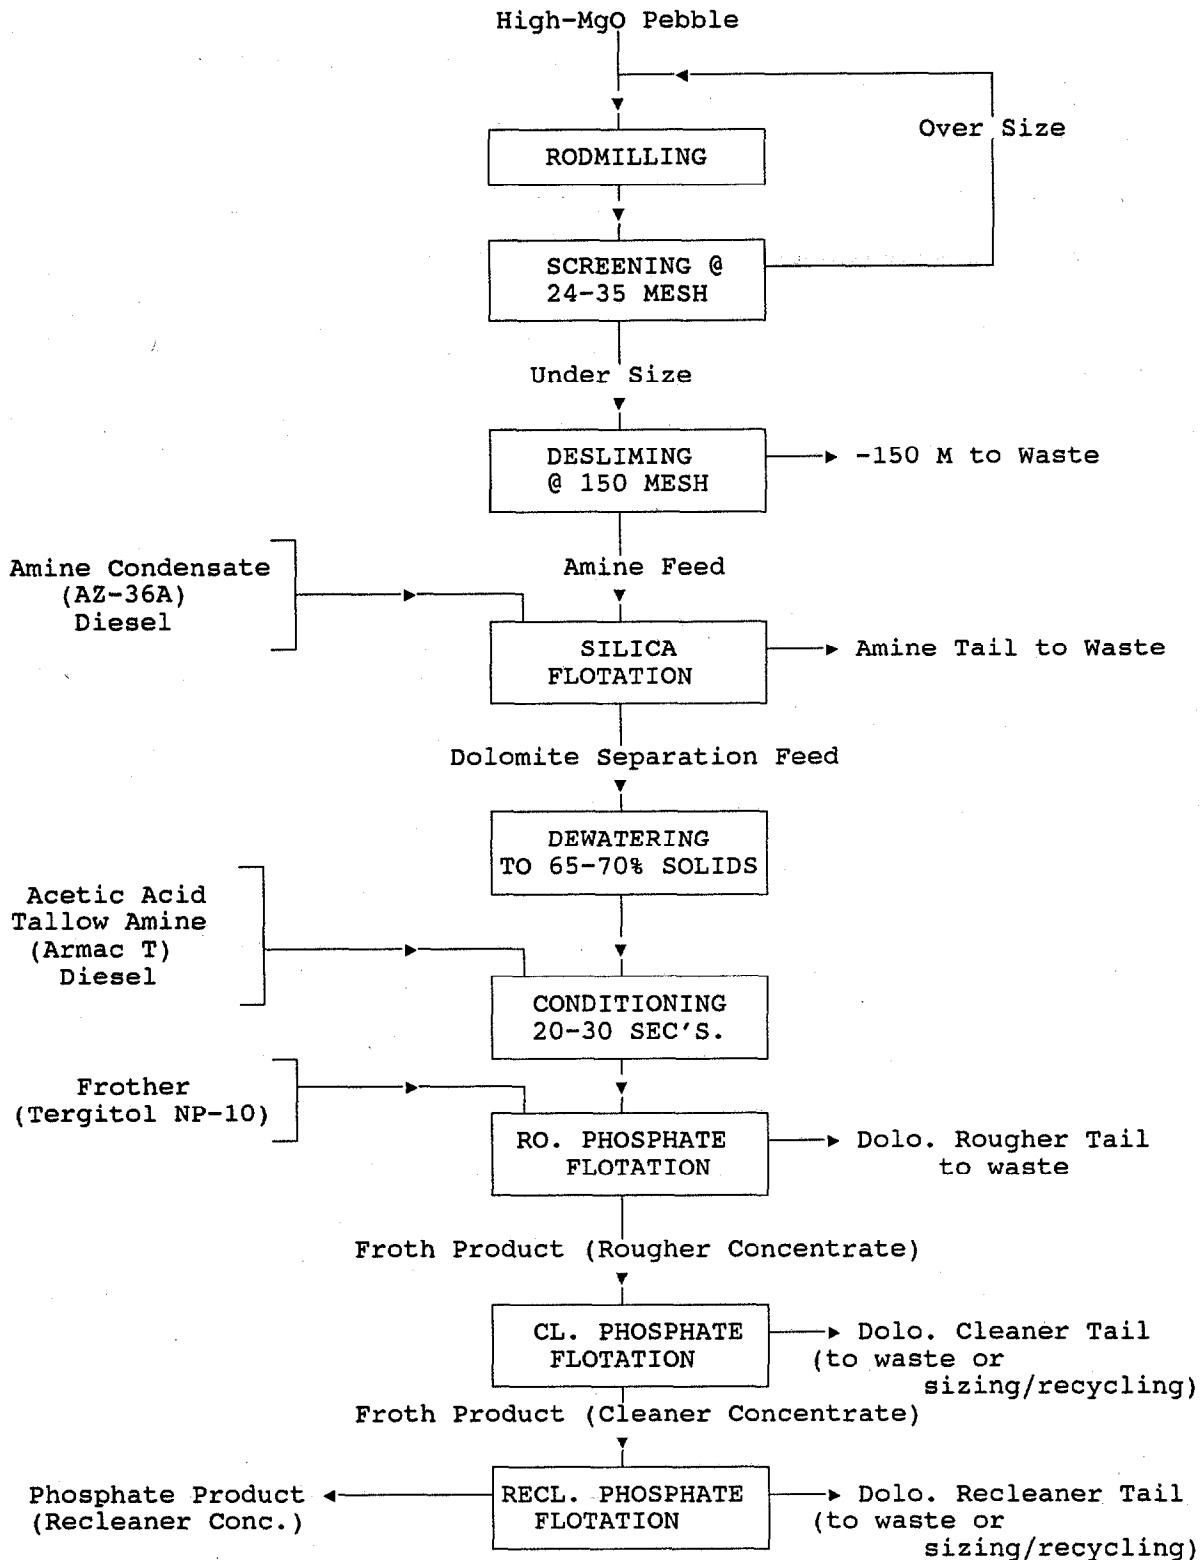 High-MgO Pebble
Over Size
RODMILLING
SCREENING @
24-35 MESH
Under Size
DESLIMING
@ 150 MESH
-150 M to Waste
Amine Condensate
(AZ-36A)
Diesel
Amine Feed
SILICA
FLOTATION
Amine Tail to Waste
Dolomite Separation Feed
DEWATERING
TO 65-70% SOLIDS
Acetic Acid
Tallow Amine
(Armac T)
Diesel
CONDITIONING
20-30 SEC'S.
Frother
(Tergitol NP-10)
RO. PHOSPHATE
FLOTATION
Dolo. Rougher Tail
to waste
Froth Product (Rougher Concentrate)
CL. PHOSPHATE
FLOTATION
Dolo. Cleaner Tail
(to waste or
sizing/recycling)
Froth Product (Cleaner Concentrate)
Phosphate Product
(Recleaner Conc.)
RECL. PHOSPHATE
FLOTATION
Dolo. Recleaner Tail
(to waste or
sizing/recycling)